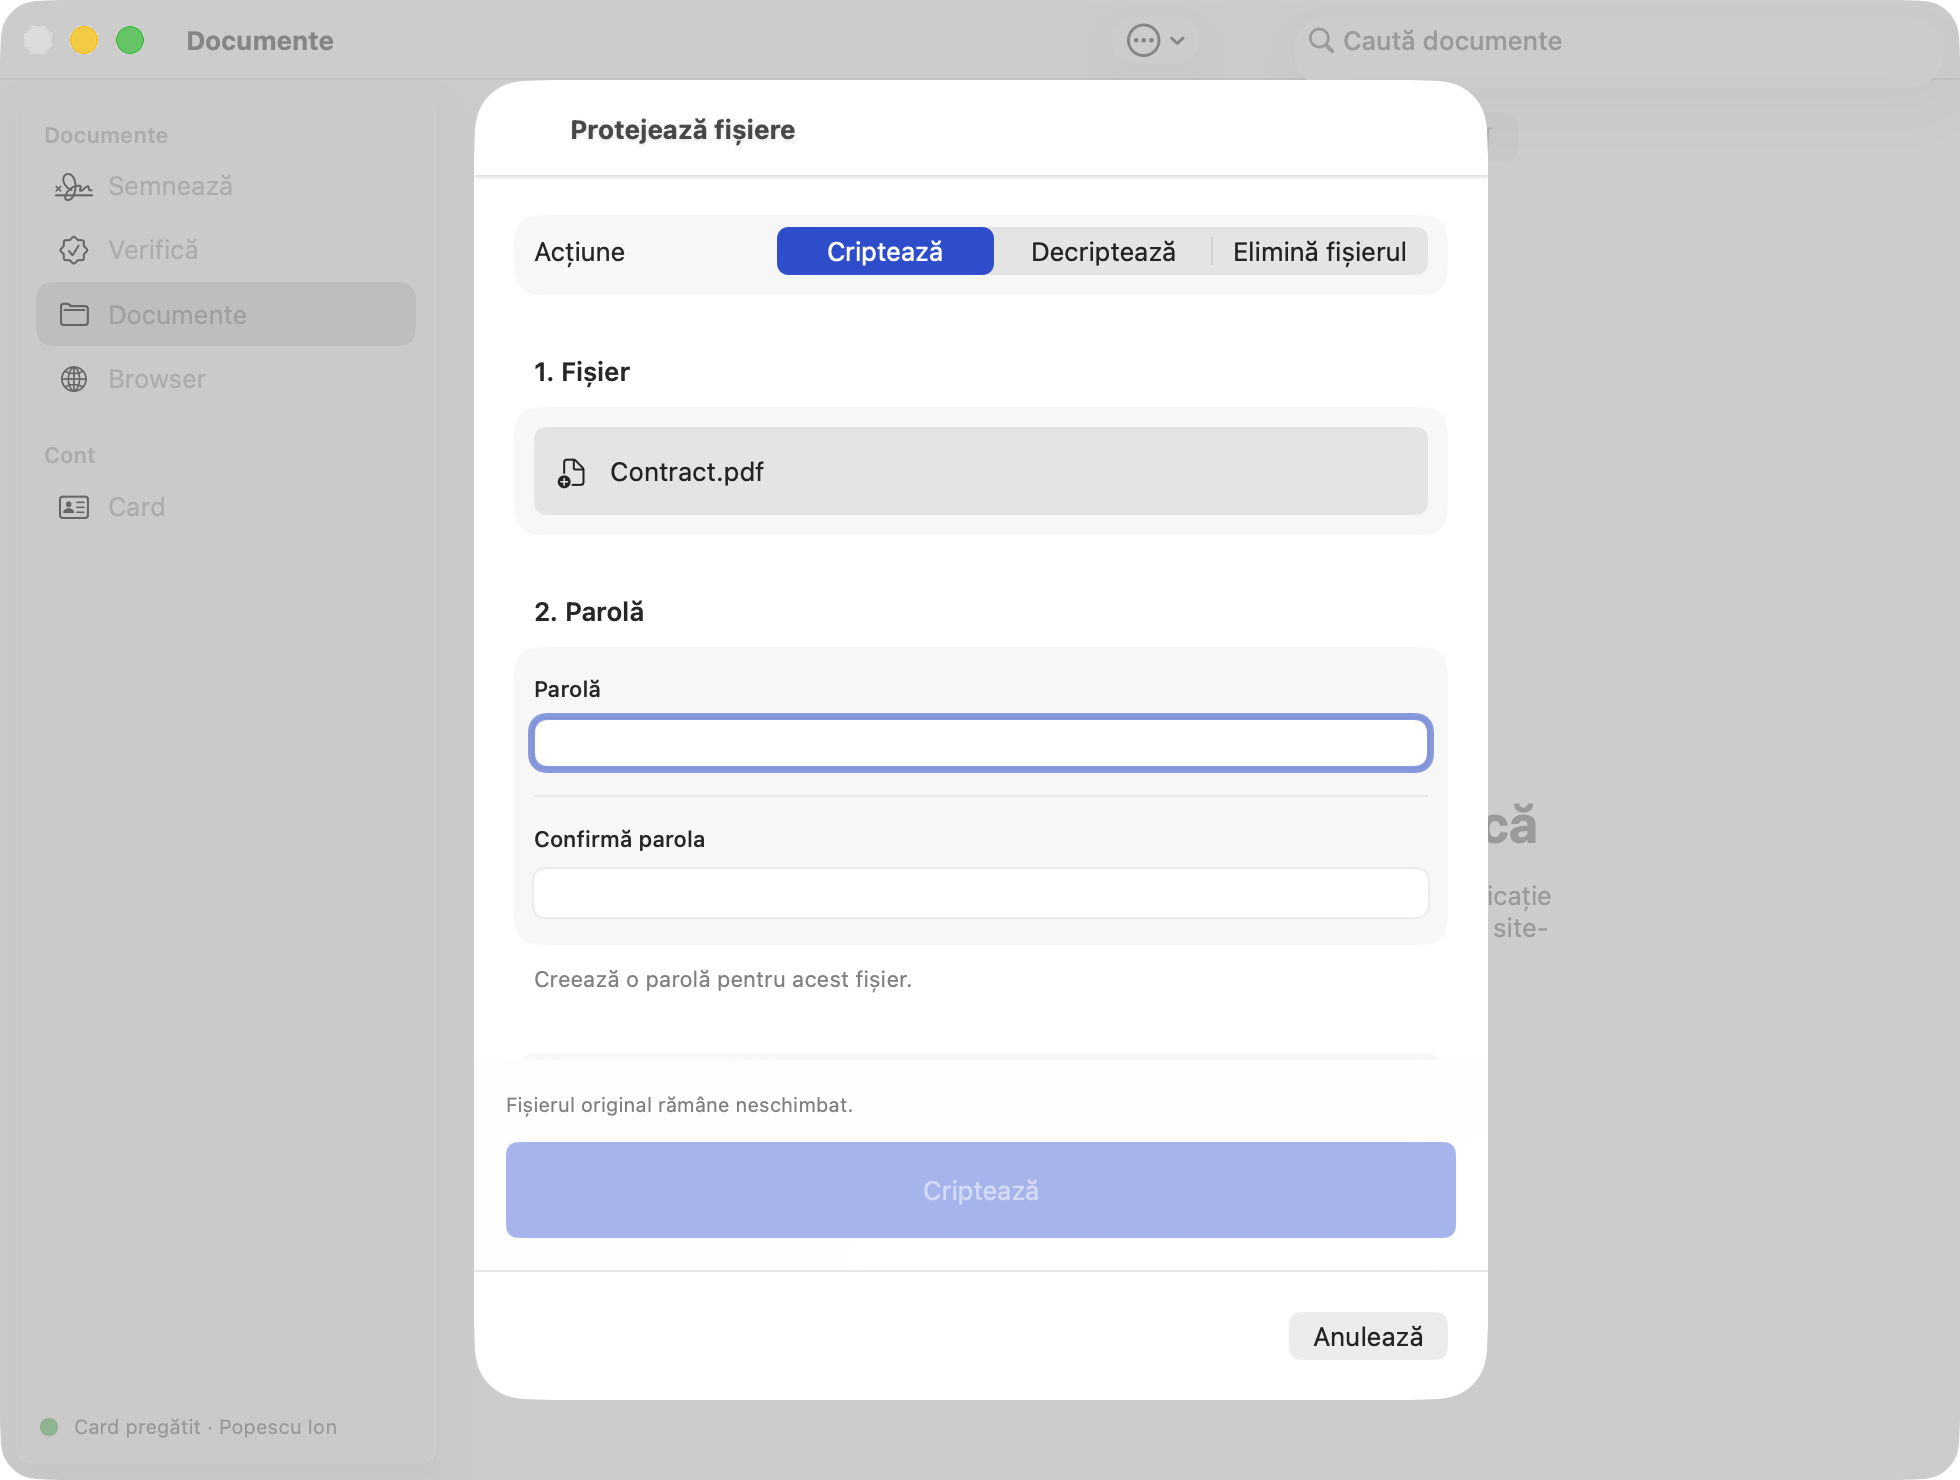 Documente
Caută documente
Documente
Semnează
Verifică
Documente
Browser
Cont
Card
Card pregătit · Popescu Ion
Protejează fișiere
Acțiune
Criptează
Decriptează
Elimină fișierul
1. Fișier
Contract.pdf
2. Parolă
Parolă
Confirmă parola
Creează o parolă pentru acest fișier.
Fișierul original rămâne neschimbat.
Criptează
Anulează
site-